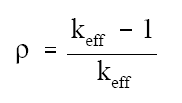 ρ = (k_eff − 1) / k_eff